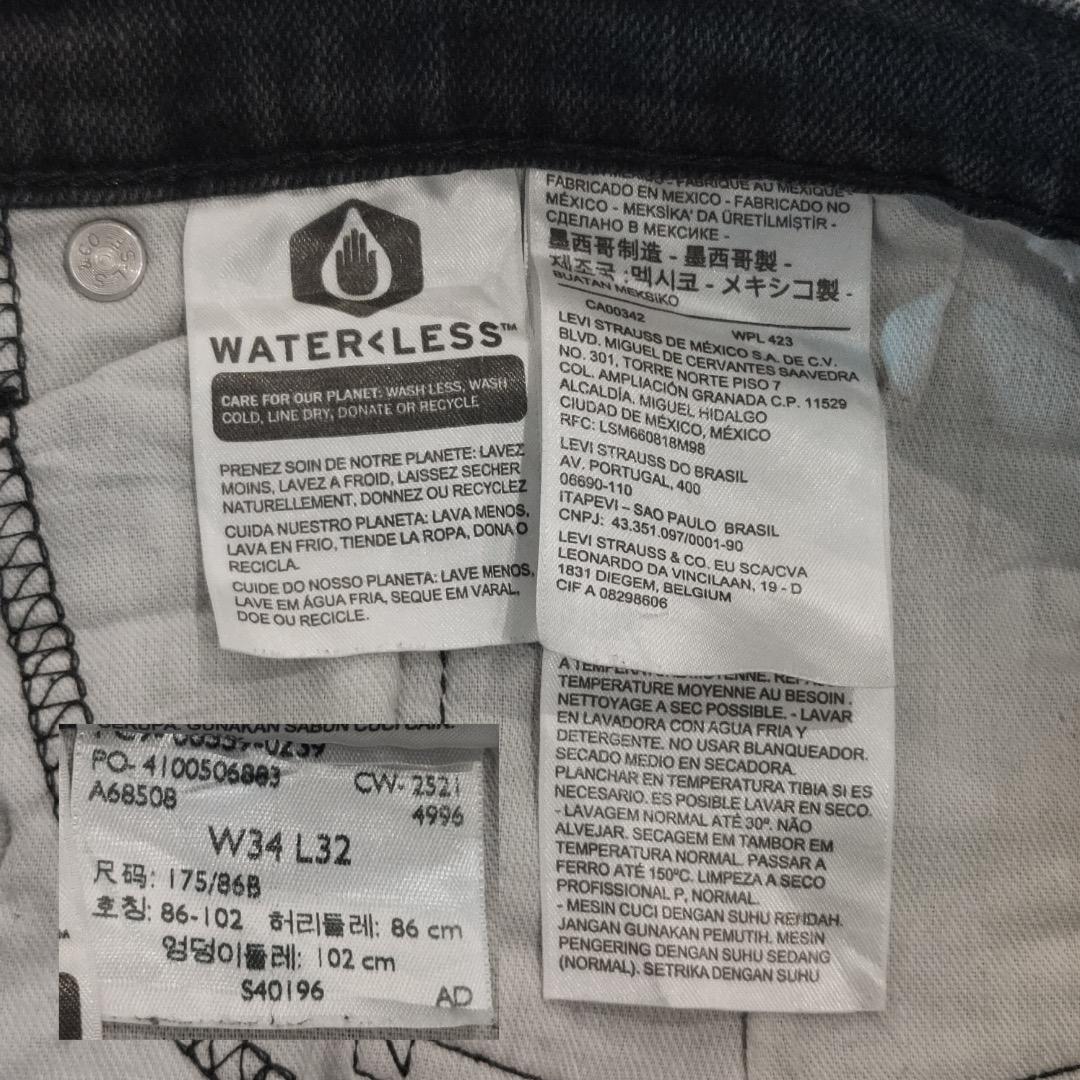 WATER<LESS™
CARE FOR OUR PLANET: WASH LESS, WASH
COLD, LINE DRY, DONATE OR RECYCLE
PRENEZ SOIN DE NOTRE PLANETE: LAVEZ
MOINS, LAVEZ A FROID, LAISSEZ SECHER
NATURELLEMENT, DONNEZ OU RECYCLEZ
CUIDA NUESTRO PLANETA: LAVA MENOS,
LAVA EN FRIO, TIENDE LA ROPA, DONA O
RECICLA.
CUIDE DO NOSSO PLANETA: LAVE MENOS,
LAVE EM ÁGUA FRIA, SEQUE EM VARAL,
DOE OU RECICLE.
FABRIQUÉ AU MEXIQUE -
FABRICADO EN MEXICO - FABRICADO NO
MÉXICO - MEKSİKA' DA ÜRETİLMİŞTİR -
СДЕЛАНО В МЕКСИКЕ -
墨西哥制造 - 墨西哥製 -
제조국 :멕시코 - メキシコ製 -
BUATAN MEKSIKO
CA00342 WPL 423
LEVI STRAUSS DE MÉXICO S.A. DE C.V.
BLVD. MIGUEL DE CERVANTES SAAVEDRA
NO. 301, TORRE NORTE PISO 7
COL. AMPLIACIÓN GRANADA C.P. 11529
ALCALDÍA. MIGUEL HIDALGO
CIUDAD DE MÉXICO, MÉXICO
RFC: LSM660818M98
LEVI STRAUSS DO BRASIL
AV. PORTUGAL, 400
06690-110
ITAPEVI – SAO PAULO BRASIL
CNPJ: 43.351.097/0001-90
LEVI STRAUSS & CO. EU SCA/CVA
LEONARDO DA VINCILAAN, 19 - D
1831 DIEGEM, BELGIUM
CIF A 08298606
TEMPERATURE MOYENNE AU BESOIN.
NETTOYAGE A SEC POSSIBLE. - LAVAR
EN LAVADORA CON AGUA FRIA Y
DETERGENTE. NO USAR BLANQUEADOR.
SECADO MEDIO EN SECADORA.
PLANCHAR EN TEMPERATURA TIBIA SI ES
NECESARIO. ES POSIBLE LAVAR EN SECO.
- LAVAGEM NORMAL ATÉ 30º. NÃO
ALVEJAR. SECAGEM EM TAMBOR EM
TEMPERATURA NORMAL. PASSAR A
FERRO ATÉ 150ºC. LIMPEZA A SECO
PROFISSIONAL P, NORMAL.
- MESIN CUCI DENGAN SUHU RENDAH.
JANGAN GUNAKAN PEMUTIH. MESIN
PENGERING DENGAN SUHU SEDANG
(NORMAL). SETRIKA DENGAN SUHU
GUNAKAN SABUN CUCI
PO- 4100506883 CW- 2521
A68508 4996
W34 L32
尺码: 175/86B
호칭: 86-102 허리둘레: 86 cm
엉덩이둘레: 102 cm
S40196 AD